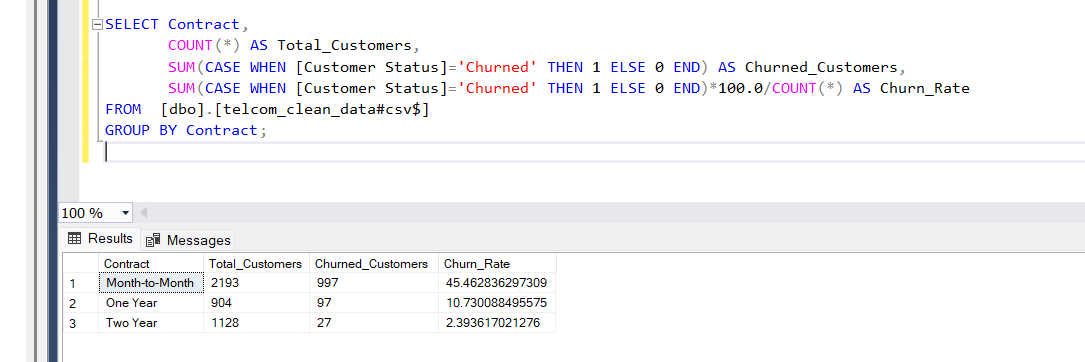 SELECT Contract,
COUNT(*) AS Total_Customers,
SUM(CASE WHEN [Customer Status]='Churned' THEN 1 ELSE 0 END) AS Churned_Customers,
SUM(CASE WHEN [Customer Status]='Churned' THEN 1 ELSE 0 END)*100.0/COUNT(*) AS Churn_Rate
FROM [dbo].[telcom_clean_data#csv$]
GROUP BY Contract;
100 %
Results Messages
Contract Total_Customers Churned_Customers Churn_Rate
1 Month-to-Month 2193 997 45.462836297309
2 One Year 904 97 10.730088495575
3 Two Year 1128 27 2.393617021276